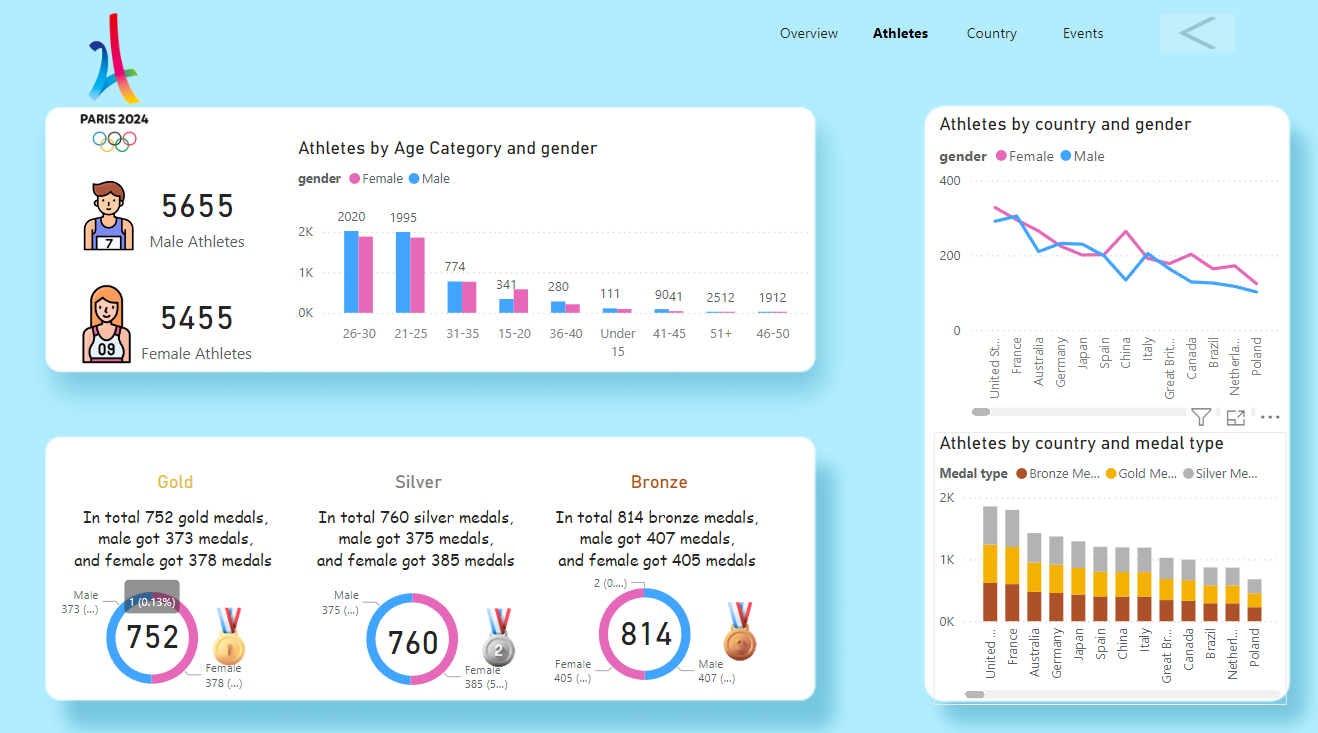 Overview Athletes Country Events
PARIS 2024
5655
Male Athletes
7
5455
Female Athletes
09
Athletes by Age Category and gender
gender Female Male
2K
1K
0K
2020 1995 774 341 280 111 9041 2512 1912
26-30 21-25 31-35 15-20 36-40 Under 15 41-45 51+ 46-50
Athletes by country and gender
gender Female Male
400
200
0
United St... France Australia Germany Japan Spain China Italy Great Brit... Canada Brazil Netherla... Poland
Athletes by country and medal type
Medal type Bronze Me... Gold Me... Silver Me...
2K
1K
0K
United ... France Australia Germany Japan Spain China Italy Great Br... Canada Brazil Netherl... Poland
Gold
In total 752 gold medals,
male got 373 medals,
and female got 378 medals
Male
373 (...)
1 (0.13%)
752
1
Female
378 (...)
Silver
In total 760 silver medals,
male got 375 medals,
and female got 385 medals
Male
375 (...)
760
2
Female
385 (5...)
Bronze
In total 814 bronze medals,
male got 407 medals,
and female got 405 medals
2 (0....)
814
Female
405 (...)
Male
407 (...)